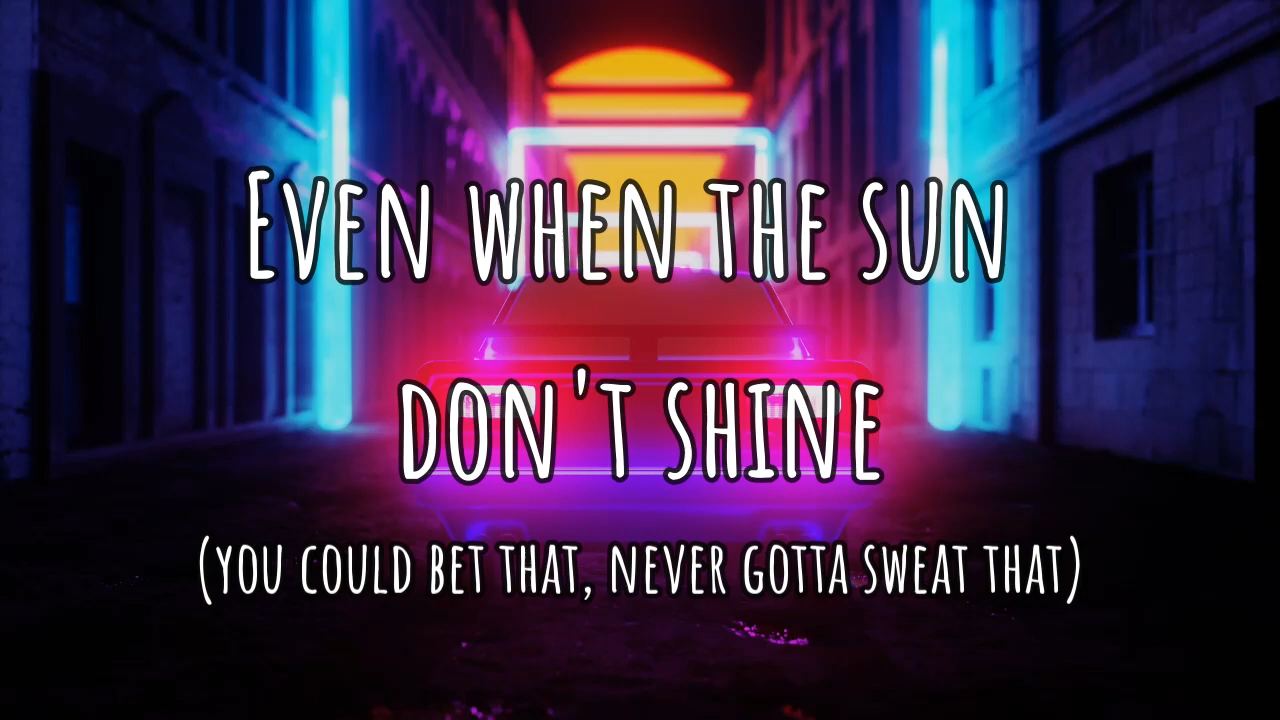 Even when the sun
don't shine
(you could bet that, never gotta sweat that)